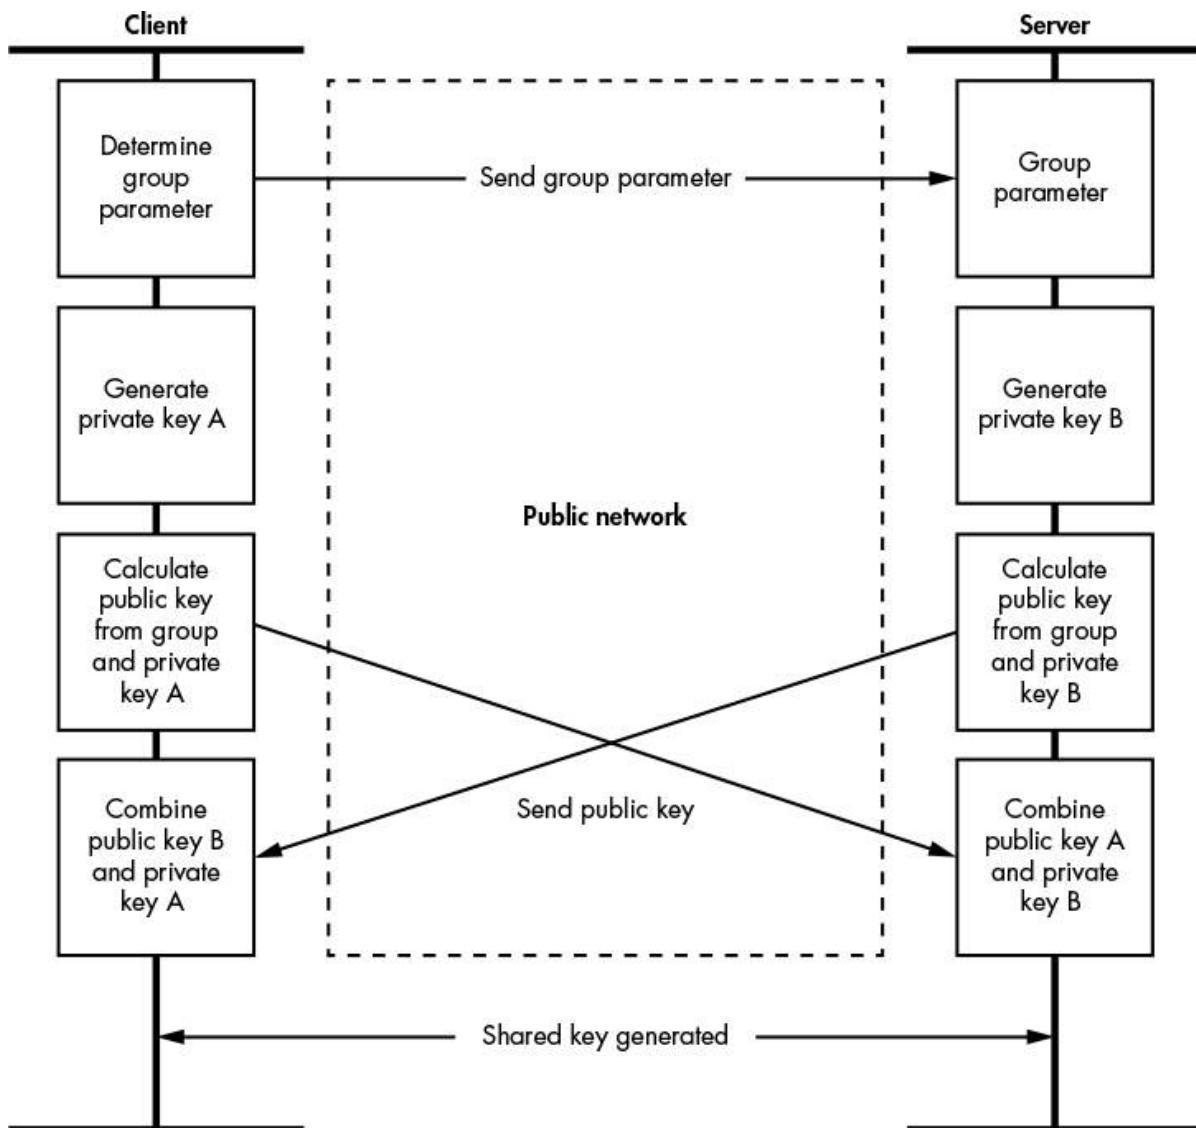 Client
Server
Determine
group
parameter
Send group parameter
Group
parameter
Generate
private key A
Generate
private key B
Public network
Calculate
public key
from group
and private
key A
Calculate
public key
from group
and private
key B
Combine
public key B
and private
key A
Send public key
Combine
public key A
and private
key B
Shared key generated